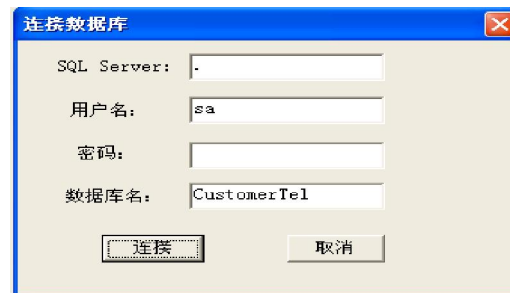 连接数据库
SQL Server: .
用户名: sa
密码:
数据库名: CustomerTel
连接 取消